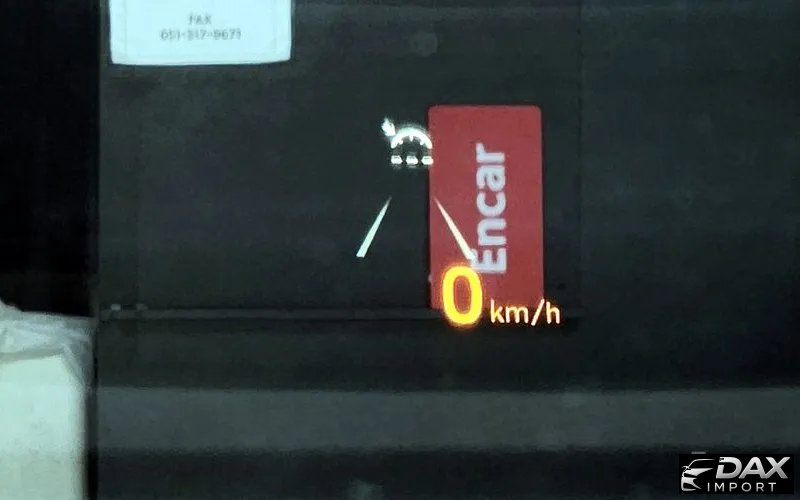 FAX
051-317-9671
Encar
0 km/h
DAX
IMPORT